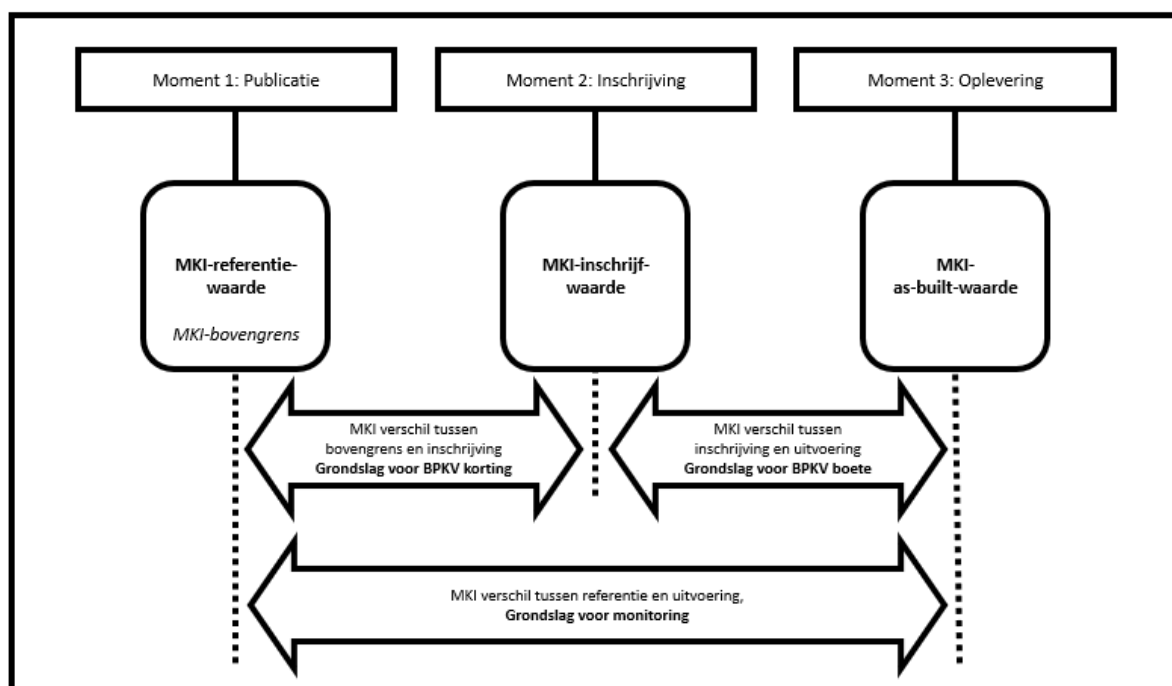 Moment 1: Publicatie
Moment 2: Inschrijving
Moment 3: Oplevering
MKI-referentie-
waarde
MKI-bovengrens
MKI-inschrijf-
waarde
MKI-
as-built-waarde
MKI verschil tussen
bovengrens en inschrijving
Grondslag voor BPKV korting
MKI verschil tussen
inschrijving en uitvoering
Grondslag voor BPKV boete
MKI verschil tussen referentie en uitvoering,
Grondslag voor monitoring